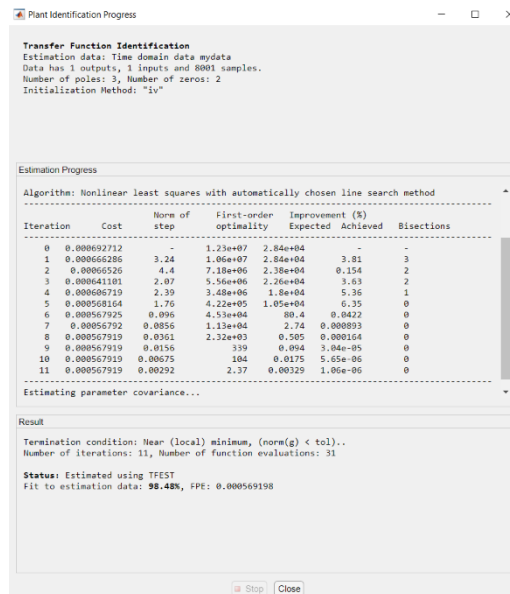 Plant Identification Progress
Transfer Function Identification
Estimation data: Time domain data mydata
Data has 1 outputs, 1 inputs and 8001 samples.
Number of poles: 3, Number of zeros: 2
Initialization Method: "iv"
Estimation Progress
Algorithm: Nonlinear least squares with automatically chosen line search method
Norm of First-order Improvement (%)
Iteration Cost step optimality Expected Achieved Bisections
0 0.000692712 - 1.23e+07 2.84e+04 - -
1 0.000666286 3.24 1.06e+07 2.84e+04 3.81 3
2 0.00066526 4.4 7.18e+06 2.38e+04 0.154 2
3 0.000641101 2.07 5.56e+06 2.26e+04 3.63 2
4 0.000606719 2.39 3.48e+06 1.8e+04 5.36 1
5 0.000568164 1.76 4.22e+05 1.05e+04 6.35 0
6 0.000567925 0.096 4.53e+04 80.4 0.0422 0
7 0.00056792 0.0856 1.13e+04 2.74 0.000893 0
8 0.000567919 0.0361 2.32e+03 0.505 0.000164 0
9 0.000567919 0.0156 339 0.094 3.04e-05 0
10 0.000567919 0.00675 104 0.0175 5.65e-06 0
11 0.000567919 0.00292 2.37 0.00329 1.06e-06 0
Estimating parameter covariance...
Result
Termination condition: Near (local) minimum, (norm(g) < tol)..
Number of iterations: 11, Number of function evaluations: 31
Status: Estimated using TFEST
Fit to estimation data: 98.48%, FPE: 0.000569198
Stop Close